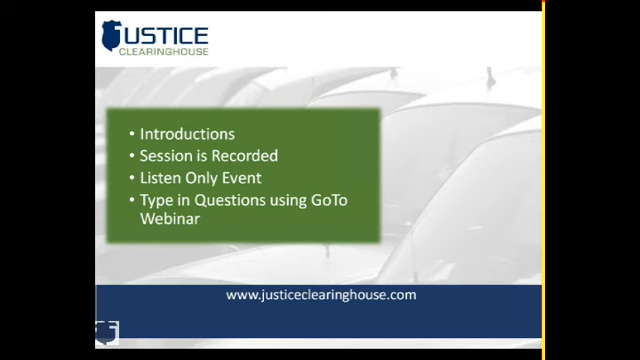 JUSTICE
CLEARINGHOUSE
• Introductions
• Session is Recorded
• Listen Only Event
• Type in Questions using GoTo
Webinar
www.justiceclearinghouse.com